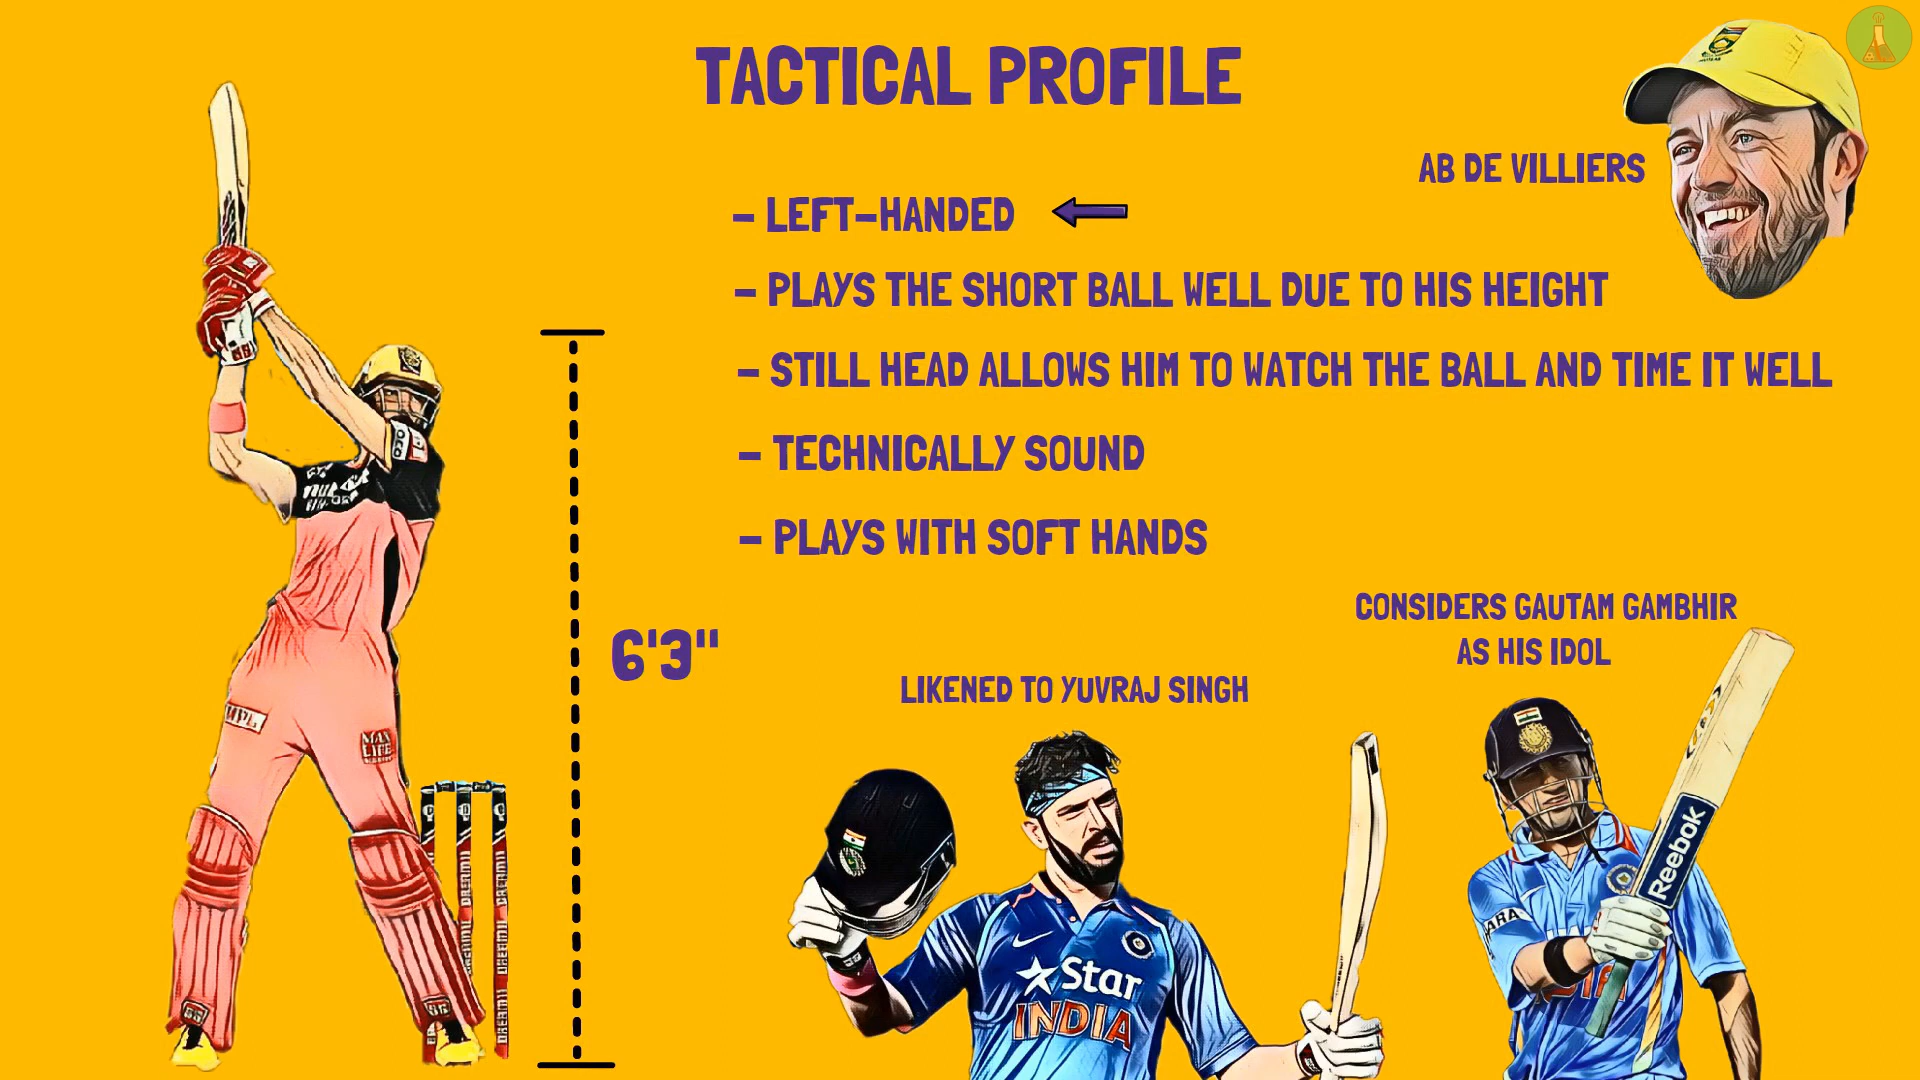 TACTICAL PROFILE
AB DE VILLIERS
- LEFT-HANDED
- PLAYS THE SHORT BALL WELL DUE TO HIS HEIGHT
- STILL HEAD ALLOWS HIM TO WATCH THE BALL AND TIME IT WELL
- TECHNICALLY SOUND
- PLAYS WITH SOFT HANDS
6'3"
CONSIDERS GAUTAM GAMBHIR
AS HIS IDOL
LIKENED TO YUVRAJ SINGH
MAX
LIFE
Reebok
Star
INDIA